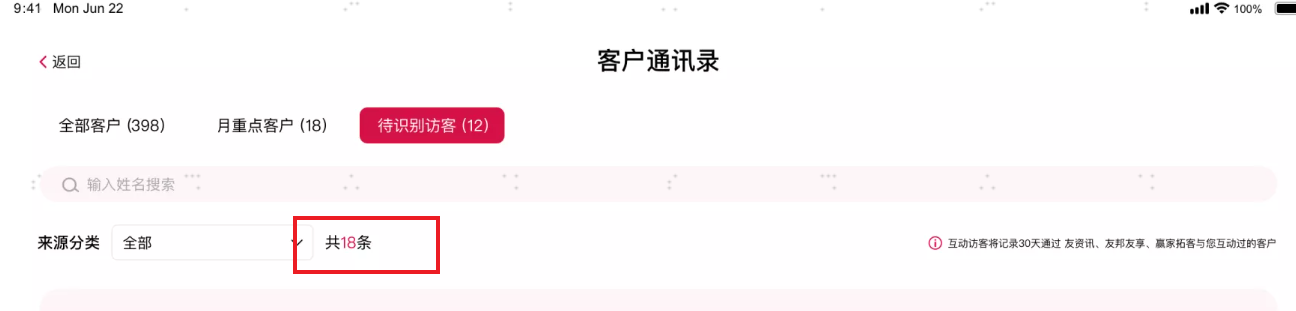 9:41 Mon Jun 22 100%
返回 客户通讯录
全部客户 (398) 月重点客户 (18) 待识别访客 (12)
输入姓名搜索
来源分类 全部 共18条 互动访客将记录30天通过 友资讯、友邦友享、赢家拓客与您互动过的客户